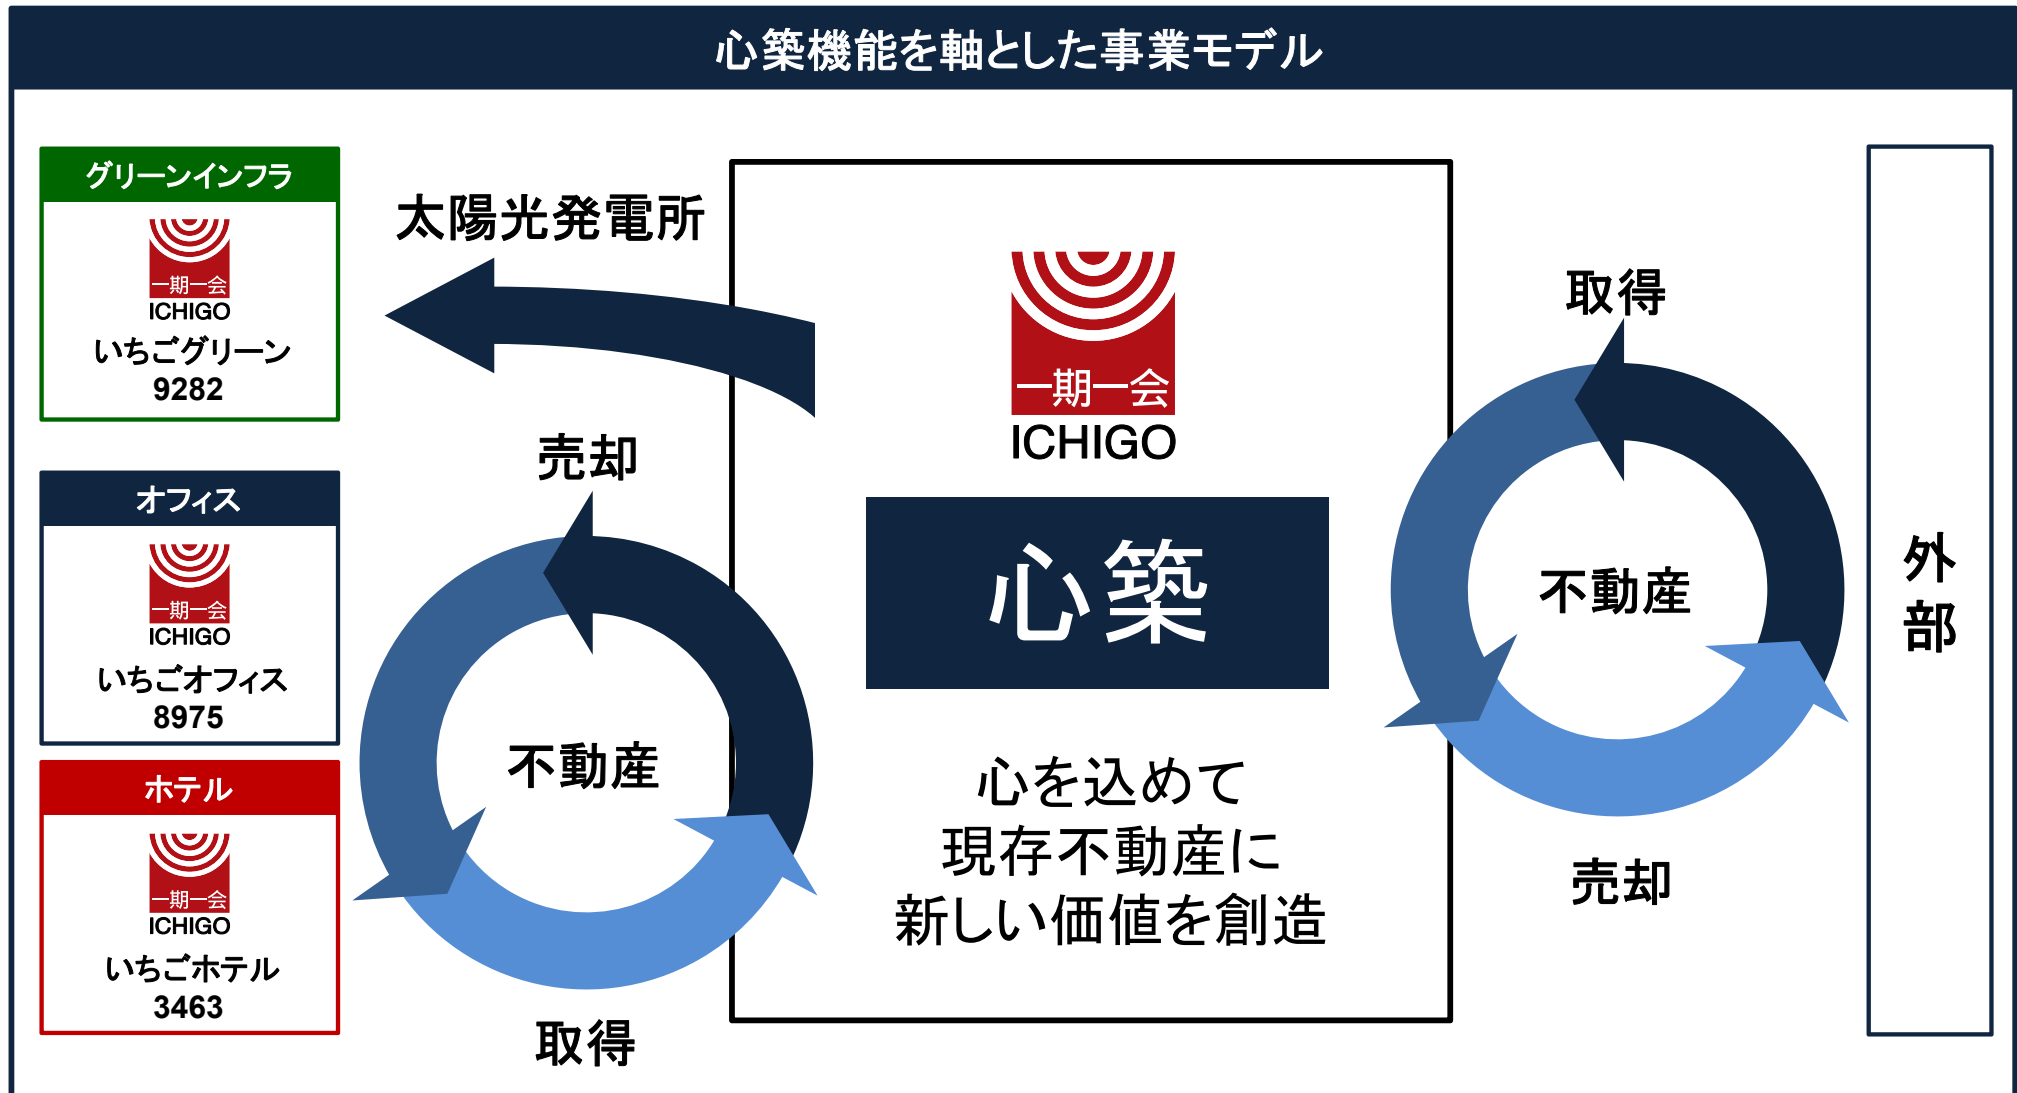 心築機能を軸とした事業モデル
グリーンインフラ
一期一会
ICHIGO
いちごグリーン
9282
オフィス
一期一会
ICHIGO
いちごオフィス
8975
ホテル
一期一会
ICHIGO
いちごホテル
3463
太陽光発電所
売却
不動産
取得
一期一会
ICHIGO
心築
心を込めて
現存不動産に
新しい価値を創造
取得
不動産
売却
外部